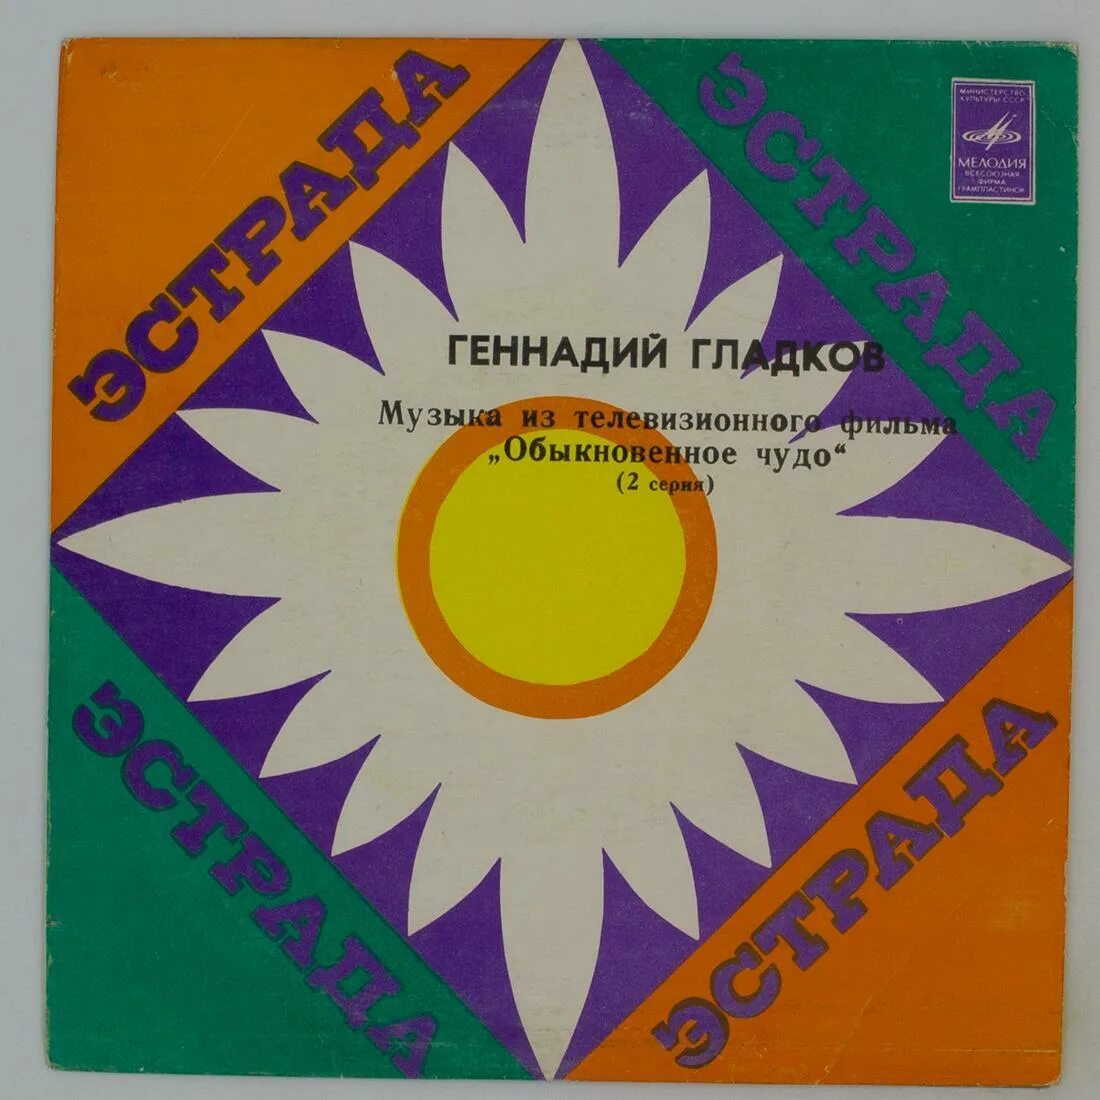 ЭСТРАДА
ЭСТРАДА
МИНИСТЕРСТВО
КУЛЬТУРЫ СССР
МЕЛОДИЯ
ВСЕСОЮЗНАЯ
ФИРМА
ГРАМПЛАСТИНОК
ГЕННАДИЙ ГЛАДКОВ
Музыка из телевизионного фильма
„Обыкновенное чудо“
(2 серия)
ЭСТРАДА
ЭСТРАДА